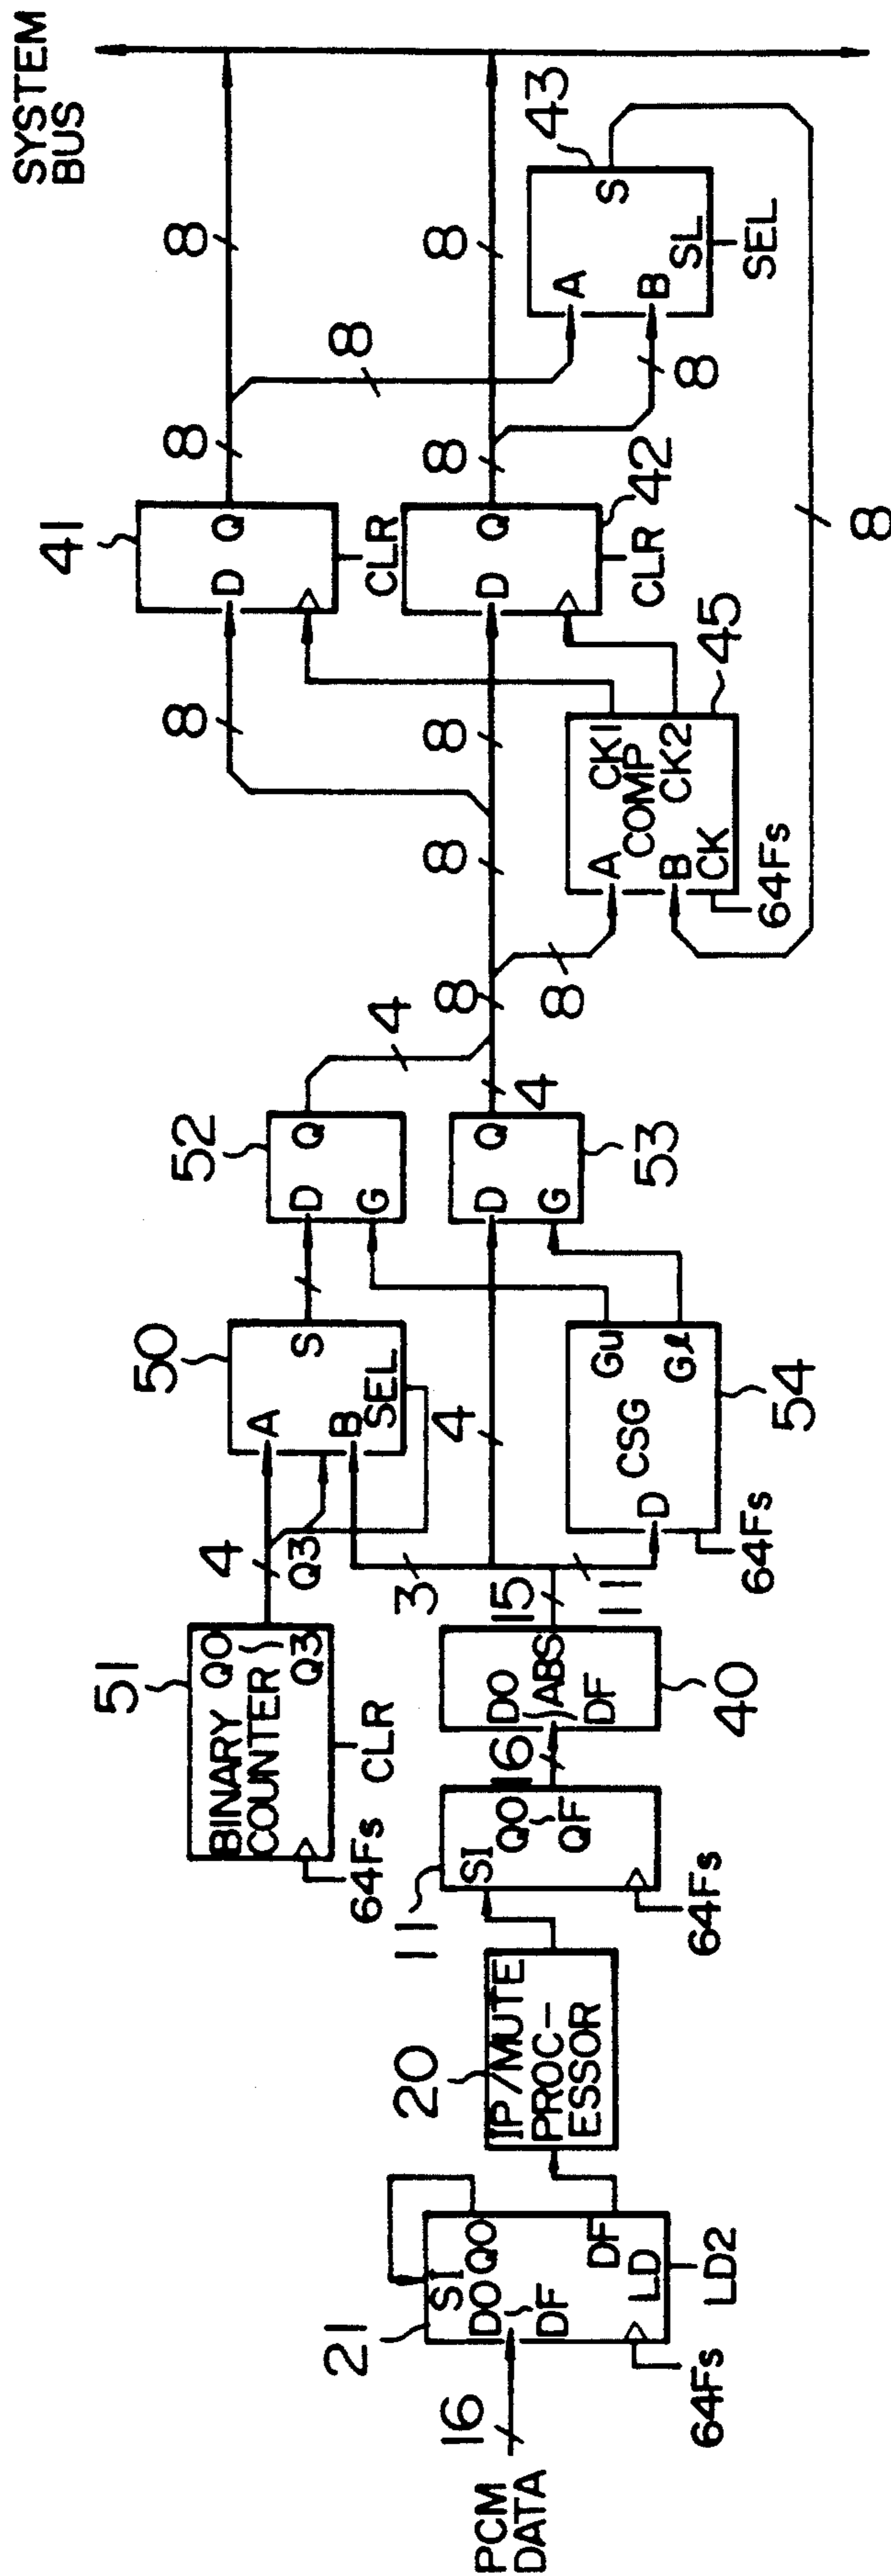 PCM
DATA
16
21
SI
D0 Q0
DF
DF
LD
64Fs
LD2
20
IP/MUTE
PROC-
ESSOR
11
SI
Q0
QF
64Fs
16
D0
ABS
DF
40
15
3
4
11
51
BINARY
COUNTER
Q0
Q3
64Fs
CLR
4
Q3
50
A
B
S
SEL
CSG
D
Gu
Gℓ
64Fs
54
52
D
Q
G
53
D
Q
G
4
4
8
8
8
8
8
COMP
A
B
CK
CK1
CK2
64Fs
45
41
D
Q
CLR
42
D
Q
CLR
8
8
8
8
8
8
43
A
B
S
SL
SEL
8
SYSTEM
BUS